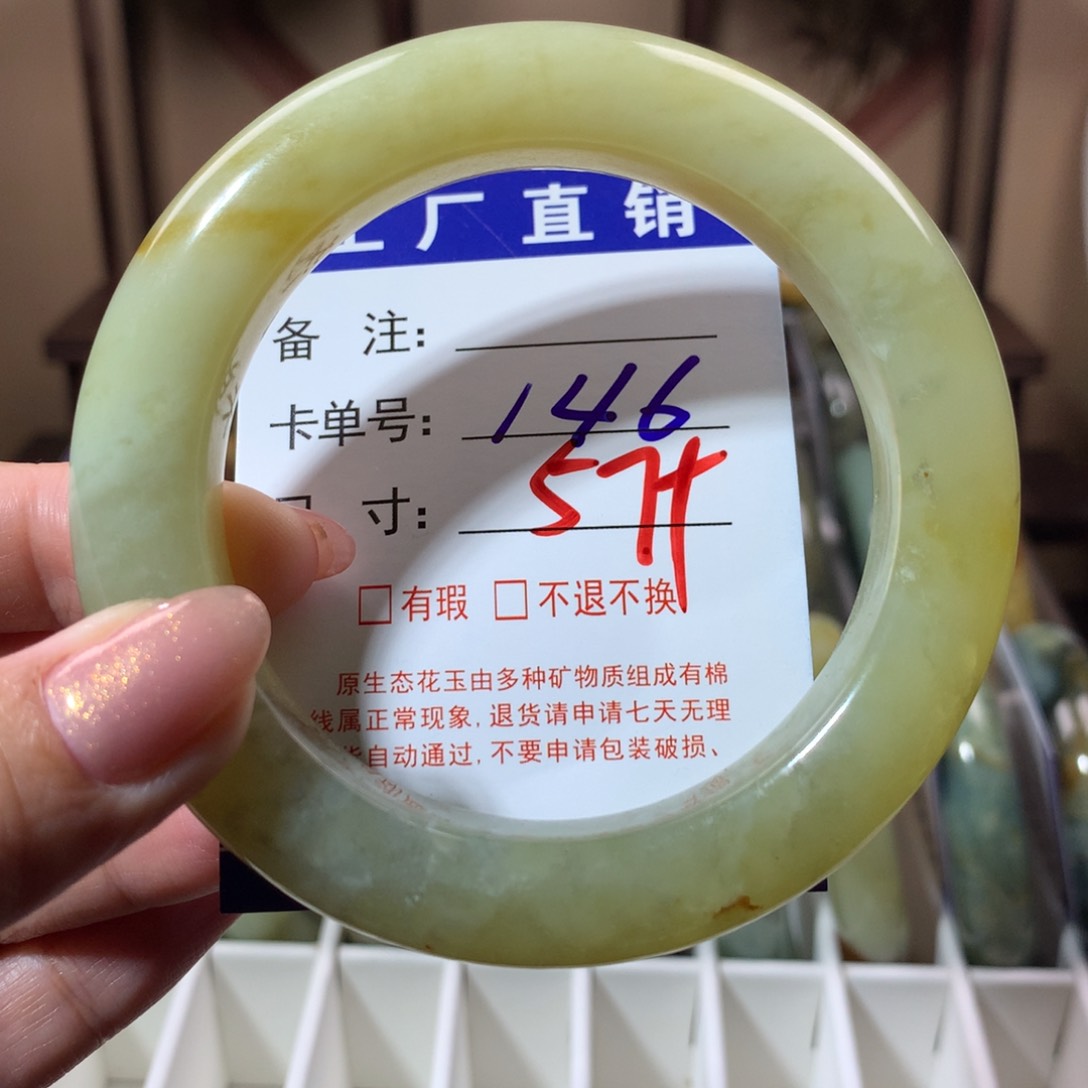 厂直销
备 注:
卡单号: 146
寸: 57
□有瑕 □不退不换
原生态花玉由多种矿物质组成有棉
线属正常现象,退货请申请七天无理
自动通过,不要申请包装破损、